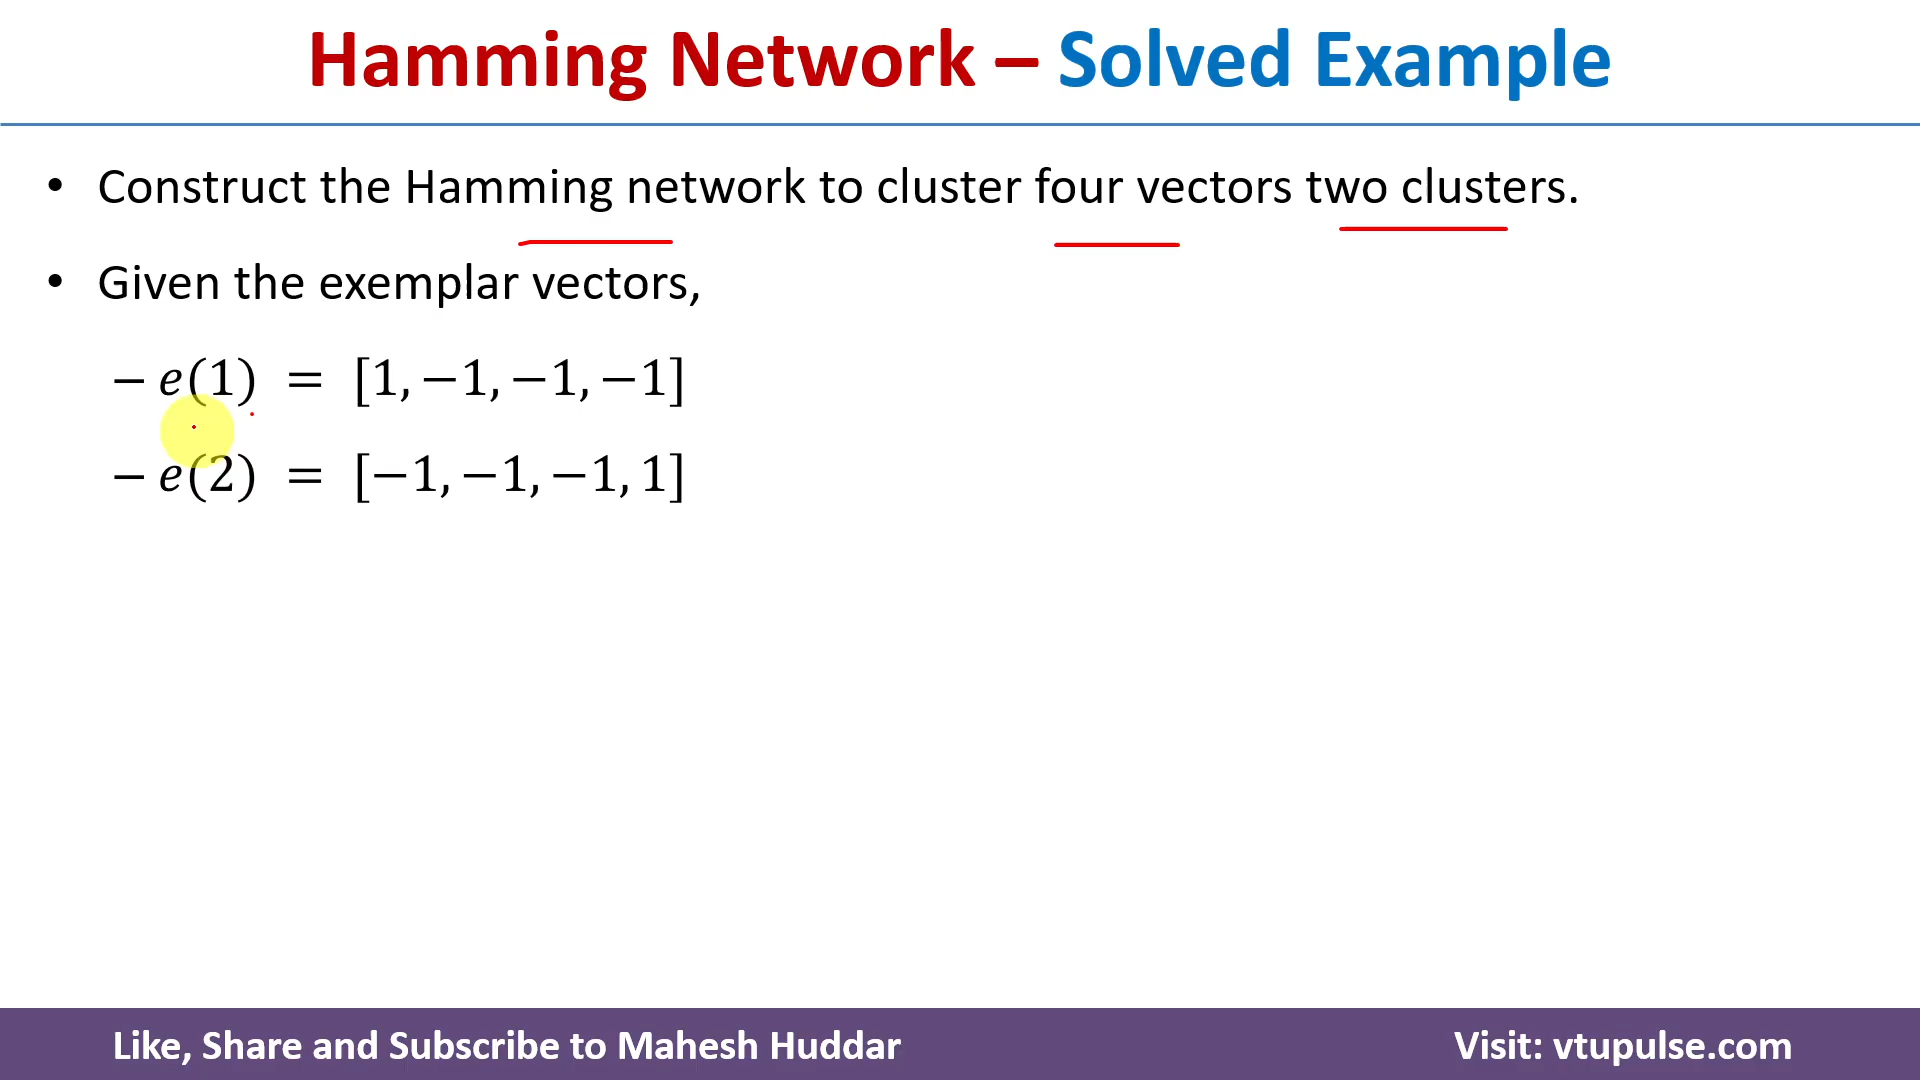 Hamming Network – Solved Example
• Construct the Hamming network to cluster four vectors two clusters.
• Given the exemplar vectors,
– e(1) = [1, −1, −1, −1]
– e(2) = [−1, −1, −1, 1]
Like, Share and Subscribe to Mahesh Huddar
Visit: vtupulse.com